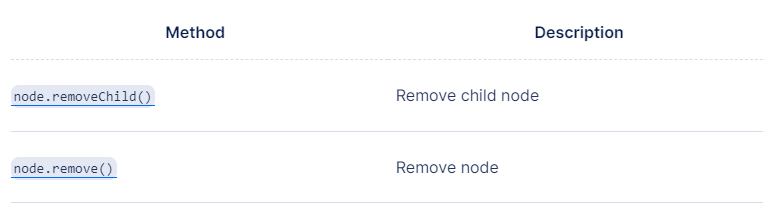 Method Description
node.removeChild() Remove child node
node.remove() Remove node